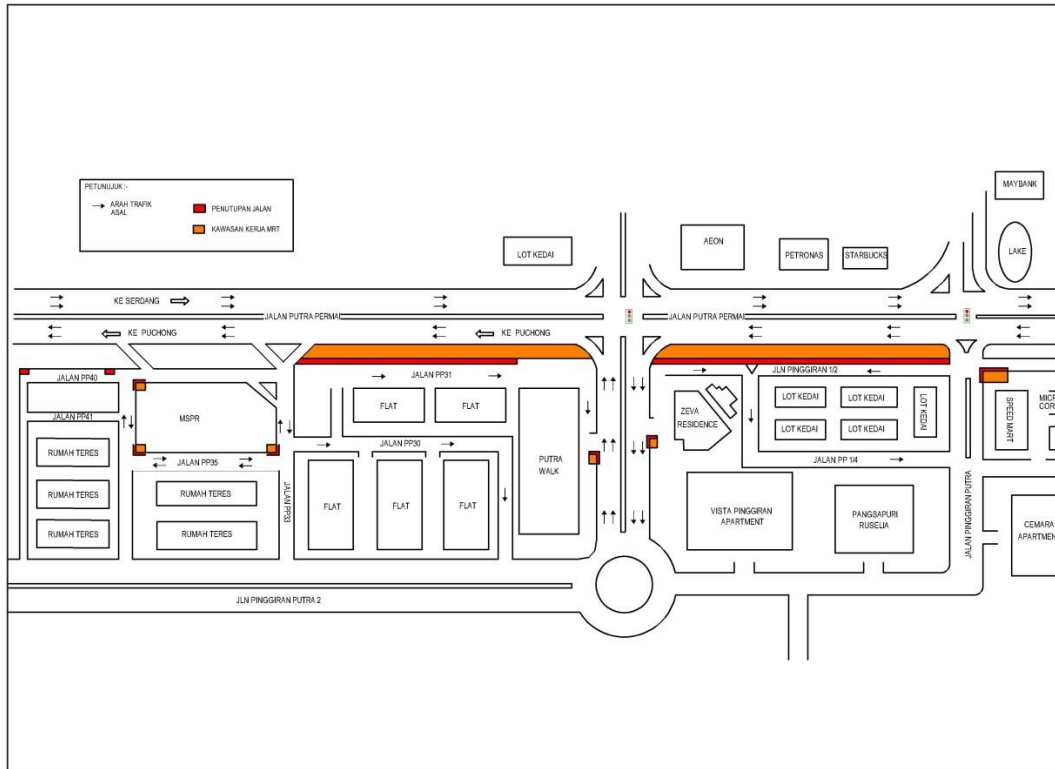 PETUNUJUK :-
ARAH TRAFIK
ASAL
PENUTUPAN JALAN
KAWASAN KERJA MRT
MAYBANK
LOT KEDAI
AEON
PETRONAS
STARBUCKS
LAKE
KE SERDANG
JALAN PUTRA PERMAI
JALAN PUTRA PERMAI
KE PUCHONG
KE PUCHONG
JALAN PP40
JALAN PP31
JLN PINGGIRAN 1/2
JALAN PP41
MSPR
FLAT
FLAT
ZEVA
RESIDENCE
LOT KEDAI
LOT KEDAI
LOT KEDAI
LOT KEDAI
LOT KEDAI
SPEED MART
MICR
COR
RUMAH TERES
JALAN PP30
PUTRA
WALK
JALAN PP35
JALAN PP 1/4
RUMAH TERES
RUMAH TERES
JALAN PP33
FLAT
FLAT
FLAT
VISTA PINGGIRAN
APARTMENT
PANGSAPURI
RUSELIA
JALAN PINGGIRAN PUTRA
CEMARA
APARTMEN
RUMAH TERES
RUMAH TERES
JLN PINGGIRAN PUTRA 2